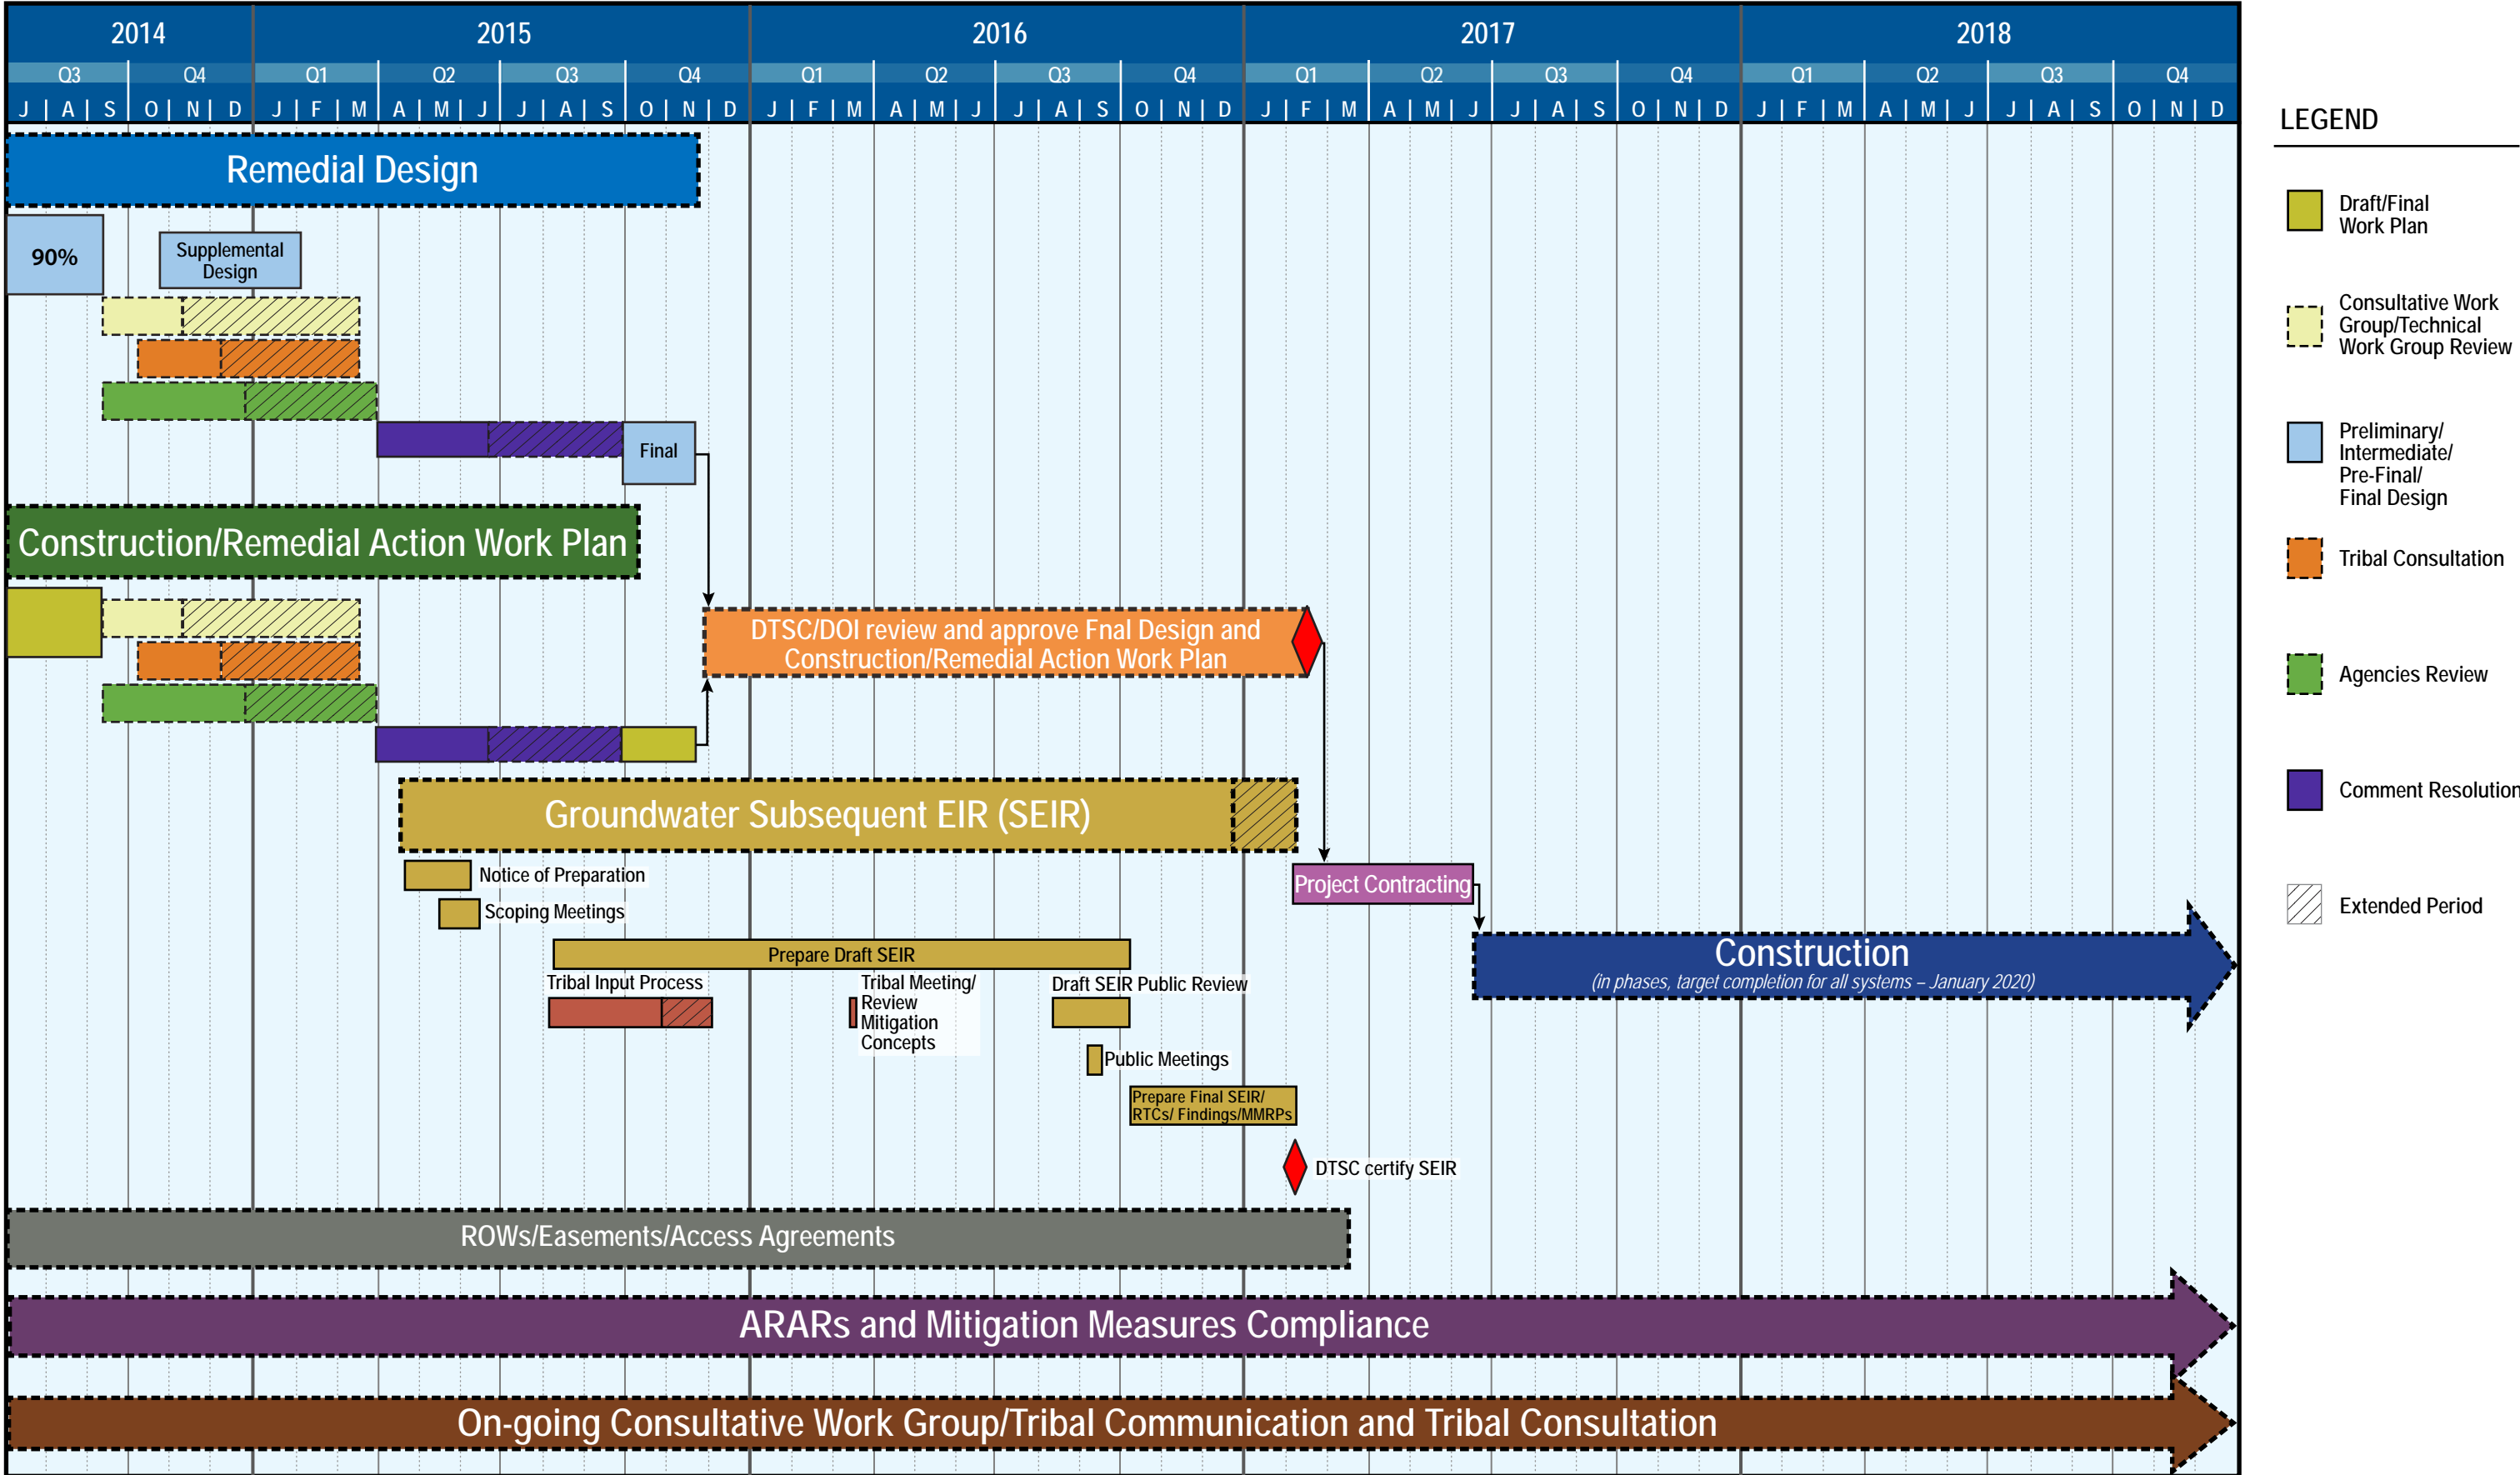 2014 2015 2016 2017 2018
Q3 Q4 Q1 Q2 Q3 Q4 Q1 Q2 Q3 Q4 Q1 Q2 Q3 Q4 Q1 Q2 Q3 Q4
J A S O N D J F M A M J J A S O N D J F M A M J J A S O N D J F M A M J J A S O N D J F M A M J J A S O N D
Remedial Design
90%
Supplemental
Design
Final
Construction/Remedial Action Work Plan
DTSC/DOI review and approve Fnal Design and
Construction/Remedial Action Work Plan
Groundwater Subsequent EIR (SEIR)
Notice of Preparation
Project Contracting
Scoping Meetings
Prepare Draft SEIR
Construction
(in phases, target completion for all systems – January 2020)
Tribal Input Process
Tribal Meeting/
Review
Mitigation
Concepts
Draft SEIR Public Review
Public Meetings
Prepare Final SEIR/
RTCs/ Findings/MMRPs
DTSC certify SEIR
ROWs/Easements/Access Agreements
ARARs and Mitigation Measures Compliance
On-going Consultative Work Group/Tribal Communication and Tribal Consultation
LEGEND
Draft/Final
Work Plan
Consultative Work
Group/Technical
Work Group Review
Preliminary/
Intermediate/
Pre-Final/
Final Design
Tribal Consultation
Agencies Review
Comment Resolution
Extended Period